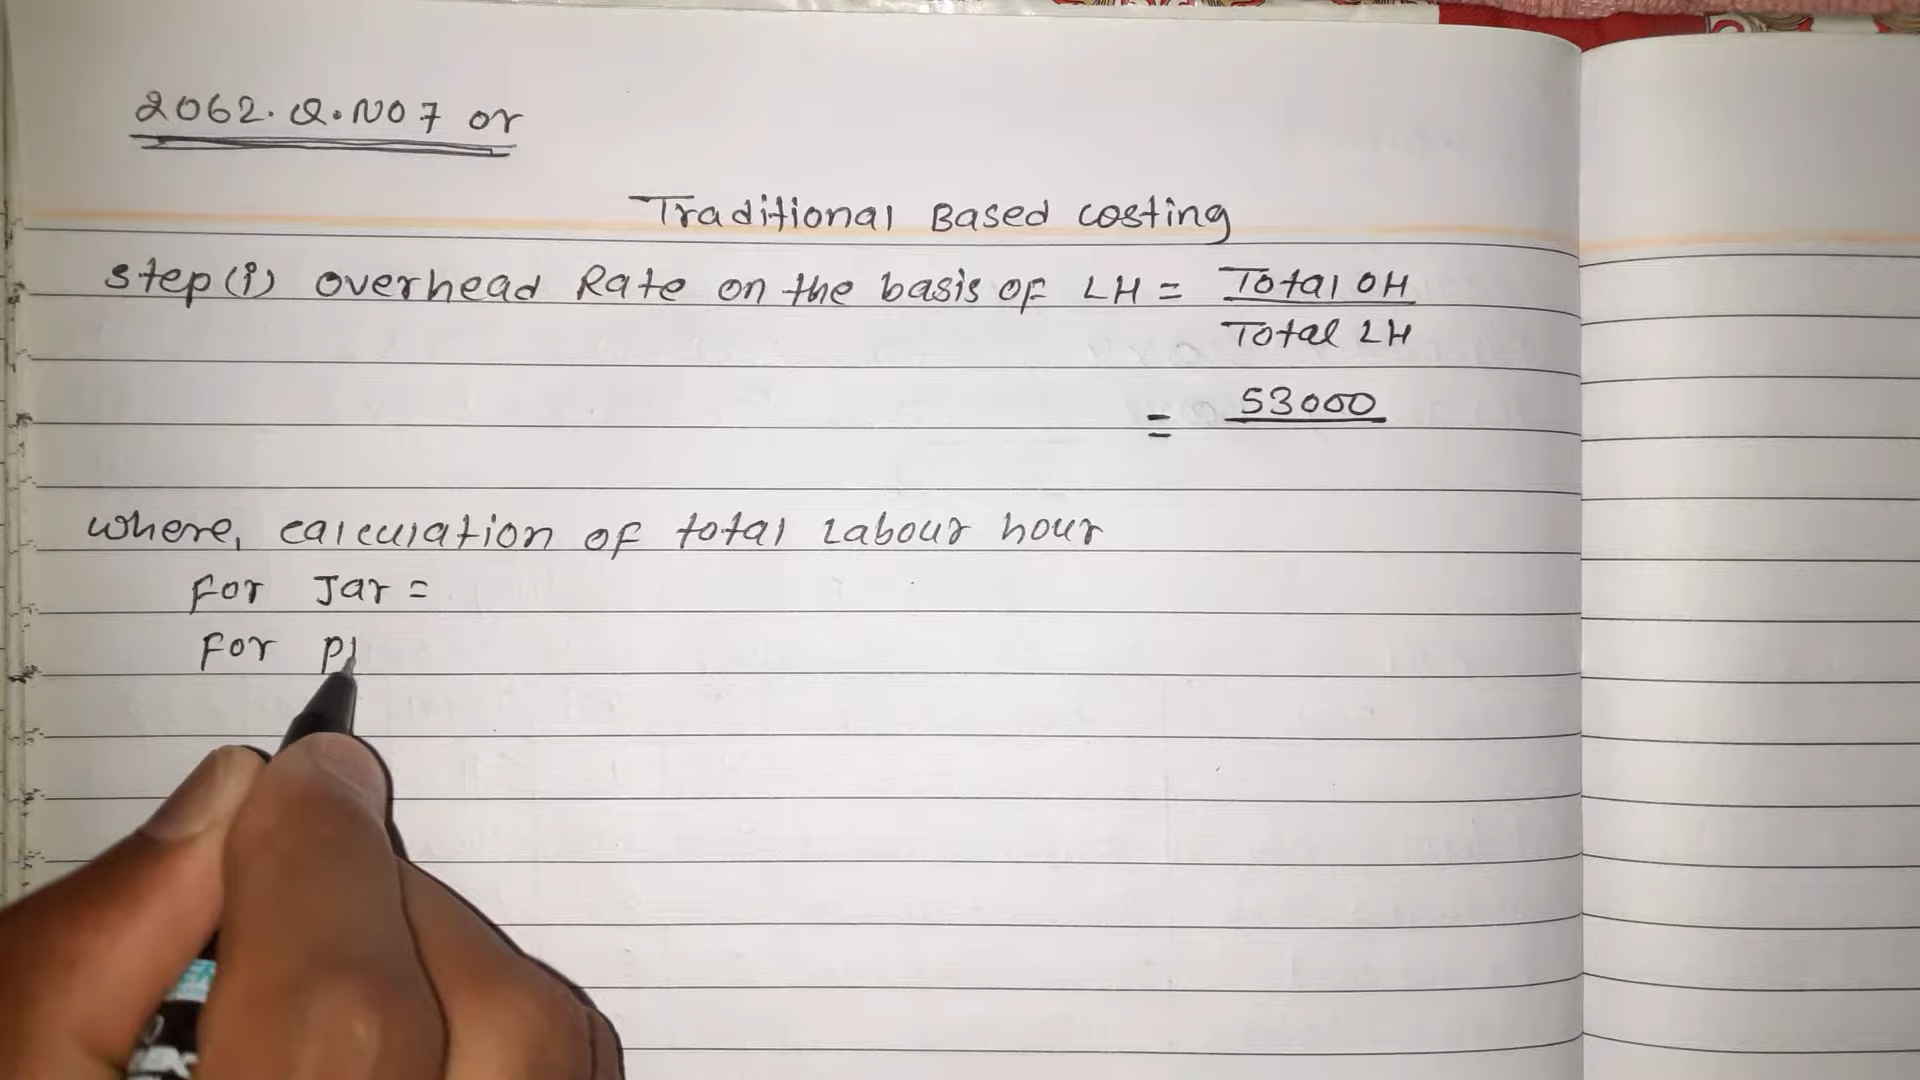 2062. Q. NO 7 or
Traditional Based costing
step (i) overhead Rate on the basis of LH = Total OH
Total LH
= 53000
where, calculation of total Labour hour
For Jar =
For Pl